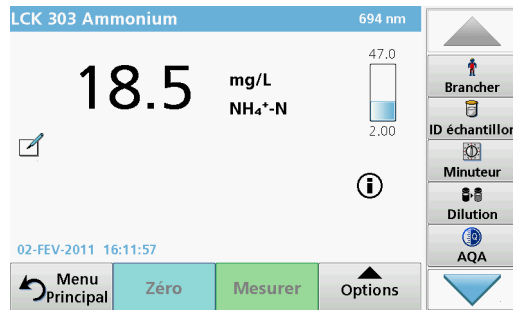 LCK 303 Ammonium 694 nm
47.0
18.5 mg/L
NH₄⁺-N
2.00
02-FEV-2011 16:11:57
Menu
Principal
Zéro
Mesurer
Options
Brancher
ID échantillon
Minuteur
Dilution
AQA